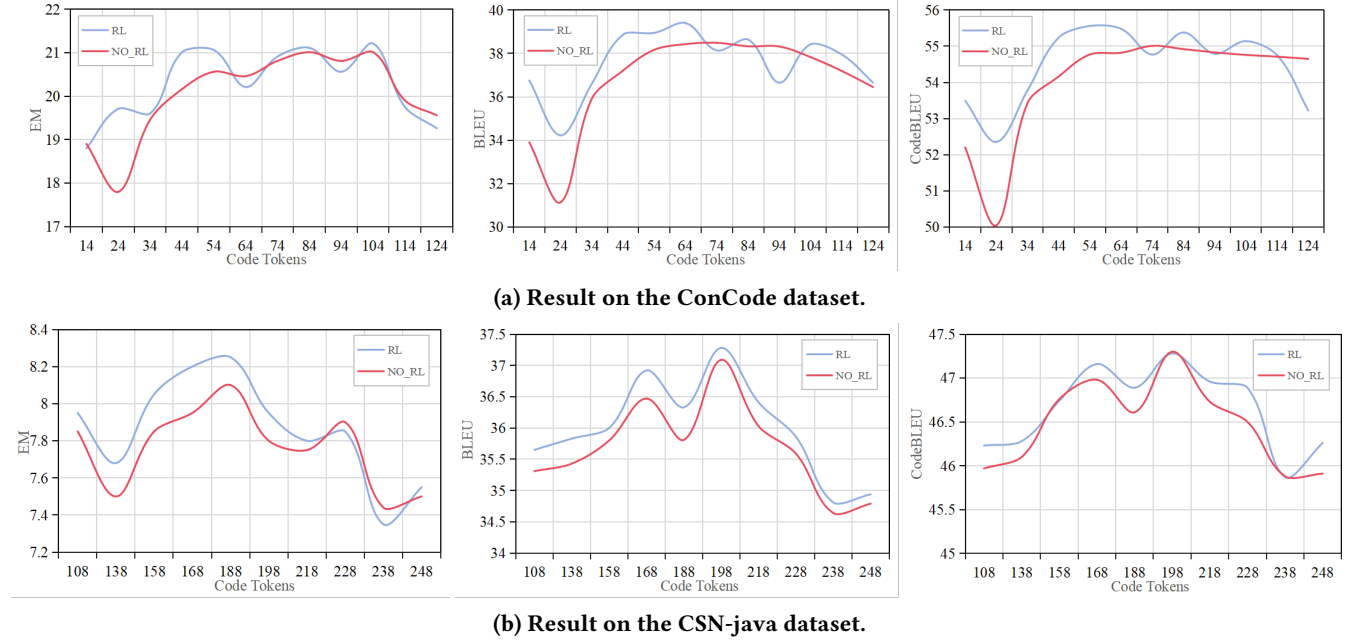 22
21
20
19
18
17
EM
RL
NO_RL
14 24 34 44 54 64 74 84 94 104 114 124
Code Tokens
40
38
36
34
32
30
BLEU
RL
NO_RL
14 24 34 44 54 64 74 84 94 104 114 124
Code Tokens
56
55
54
53
52
51
50
CodeBLEU
RL
NO_RL
14 24 34 44 54 64 74 84 94 104 114 124
Code Tokens
(a) Result on the ConCode dataset.
8.4
8.2
8
7.8
7.6
7.4
7.2
EM
RL
NO_RL
108 138 158 168 188 198 218 228 238 248
Code Tokens
37.5
37
36.5
36
35.5
35
34.5
34
BLEU
RL
NO_RL
108 138 158 168 188 198 218 228 238 248
Code Tokens
47.5
47
46.5
46
45.5
45
CodeBLEU
RL
NO_RL
108 138 158 168 188 198 218 228 238 248
Code Tokens
(b) Result on the CSN-java dataset.